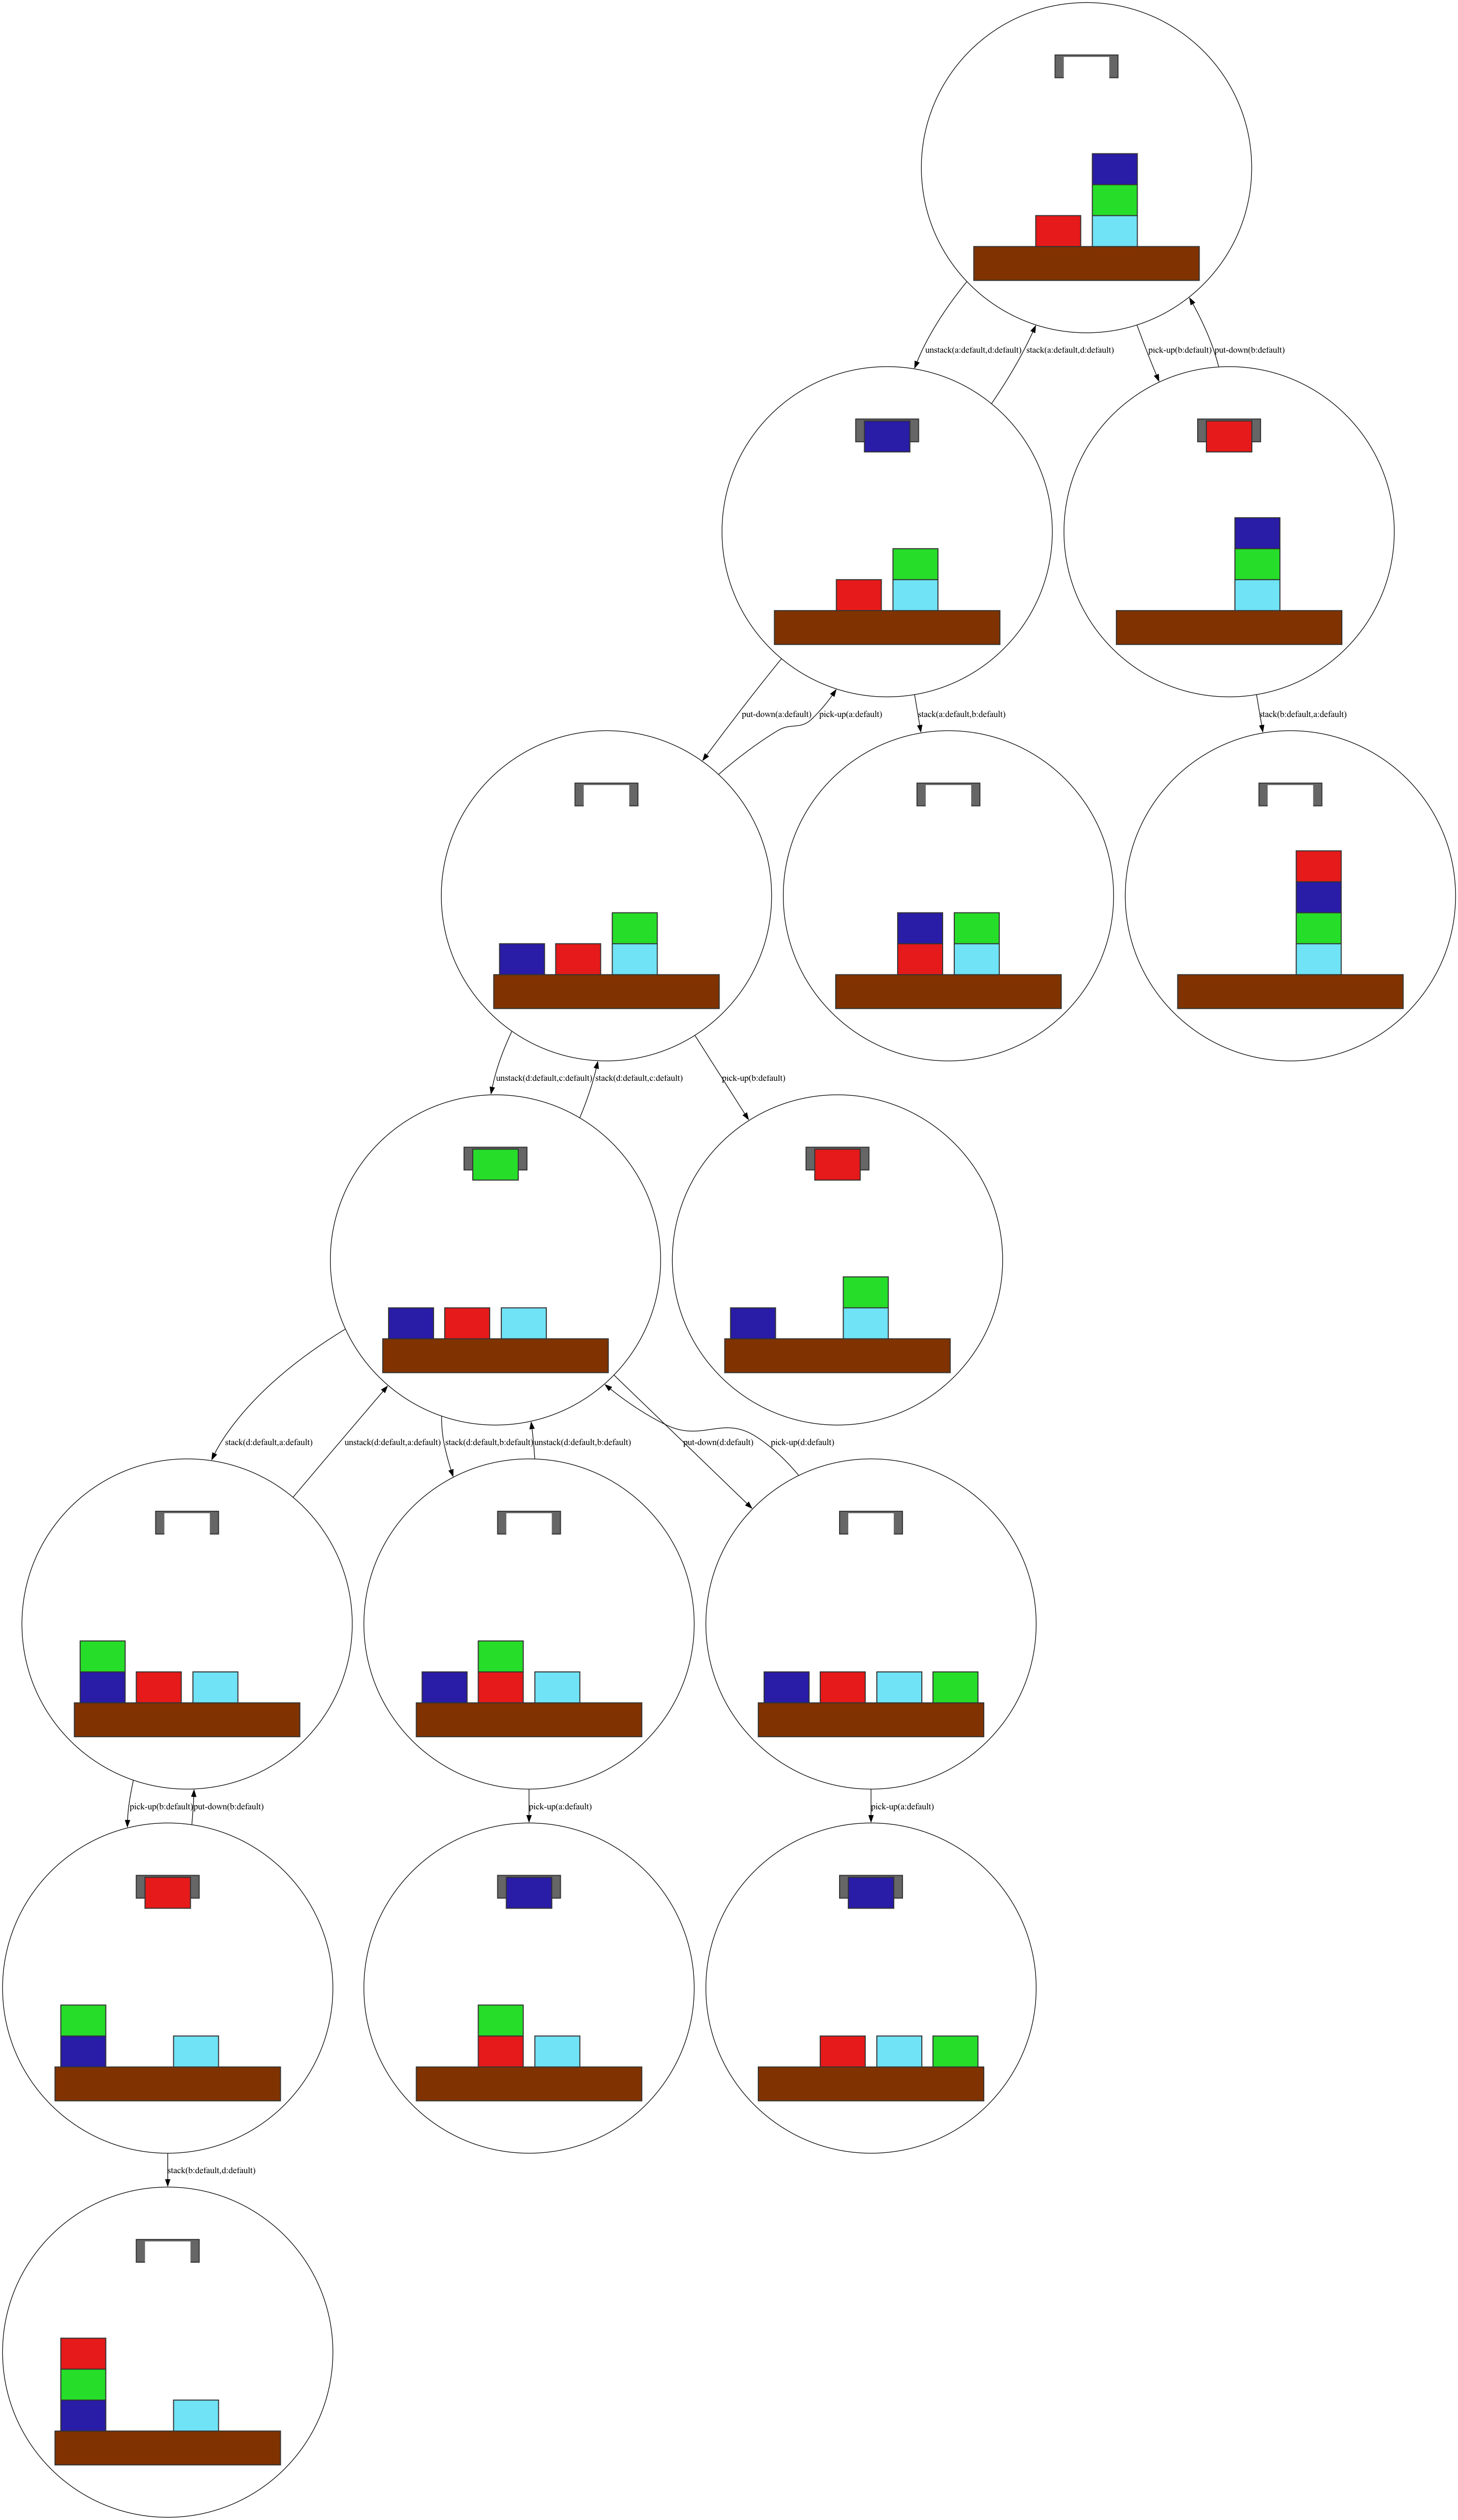 unstack(a:default,d:default)
stack(a:default,d:default)
pick-up(b:default)
put-down(b:default)
put-down(a:default)
pick-up(a:default)
stack(a:default,b:default)
stack(b:default,a:default)
unstack(d:default,c:default)
stack(d:default,c:default)
pick-up(b:default)
stack(d:default,a:default)
unstack(d:default,a:default)
stack(d:default,b:default)
unstack(d:default,b:default)
put-down(d:default)
pick-up(d:default)
pick-up(b:default)
put-down(b:default)
pick-up(a:default)
pick-up(a:default)
stack(b:default,d:default)